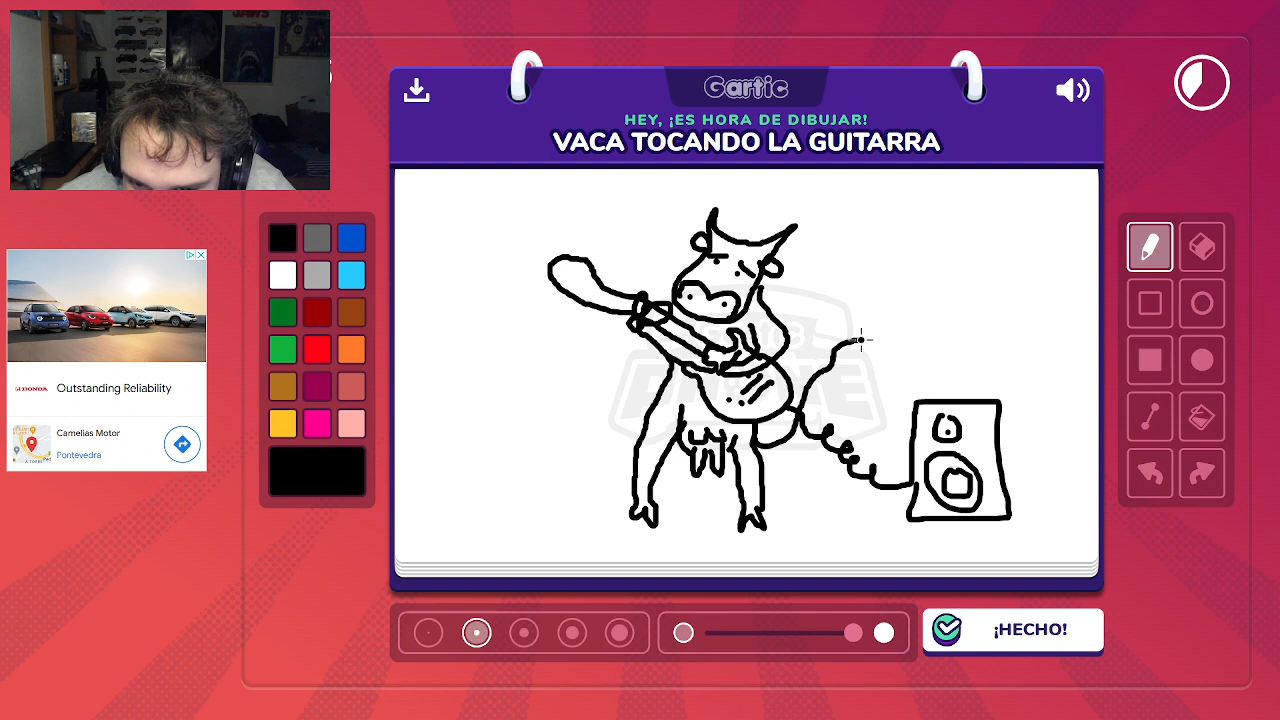 Gartic
HEY, ¡ES HORA DE DIBUJAR!
VACA TOCANDO LA GUITARRA
HONDA
Outstanding Reliability
Camelias Motor
Pontevedra
¡HECHO!